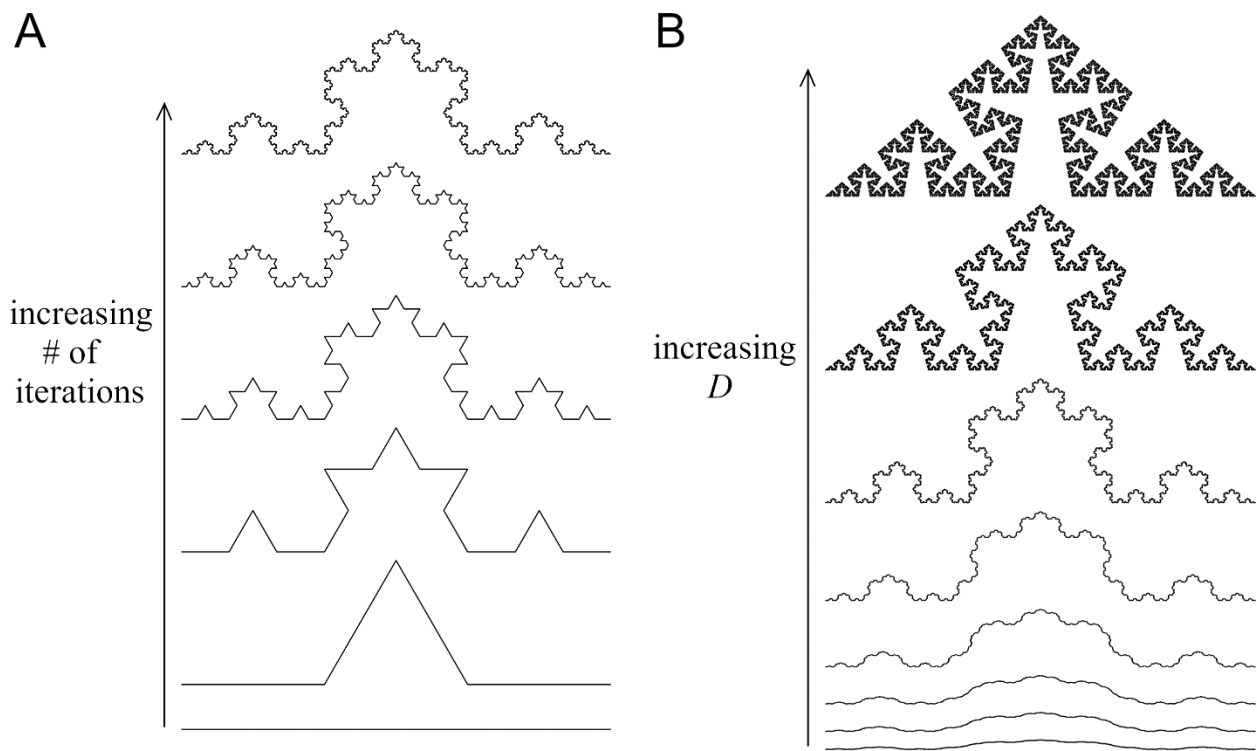 A
increasing
# of
iterations
B
increasing
D